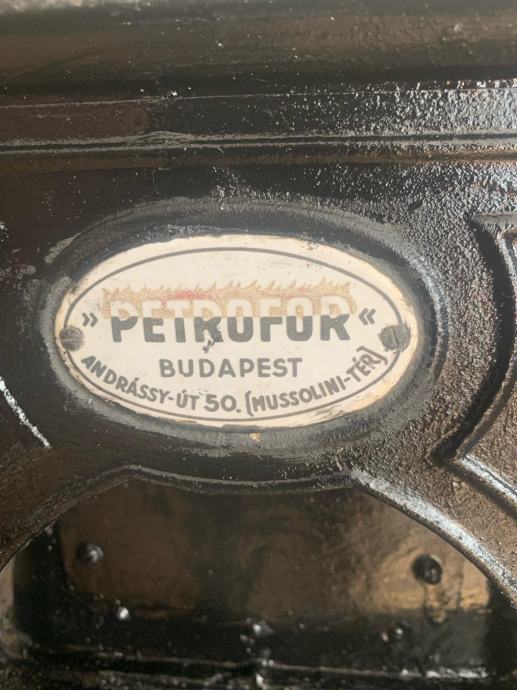 »PETROFOR«
BUDAPEST
ANDRÁSSY-ÚT 50. (MUSSOLINI-TÉR)